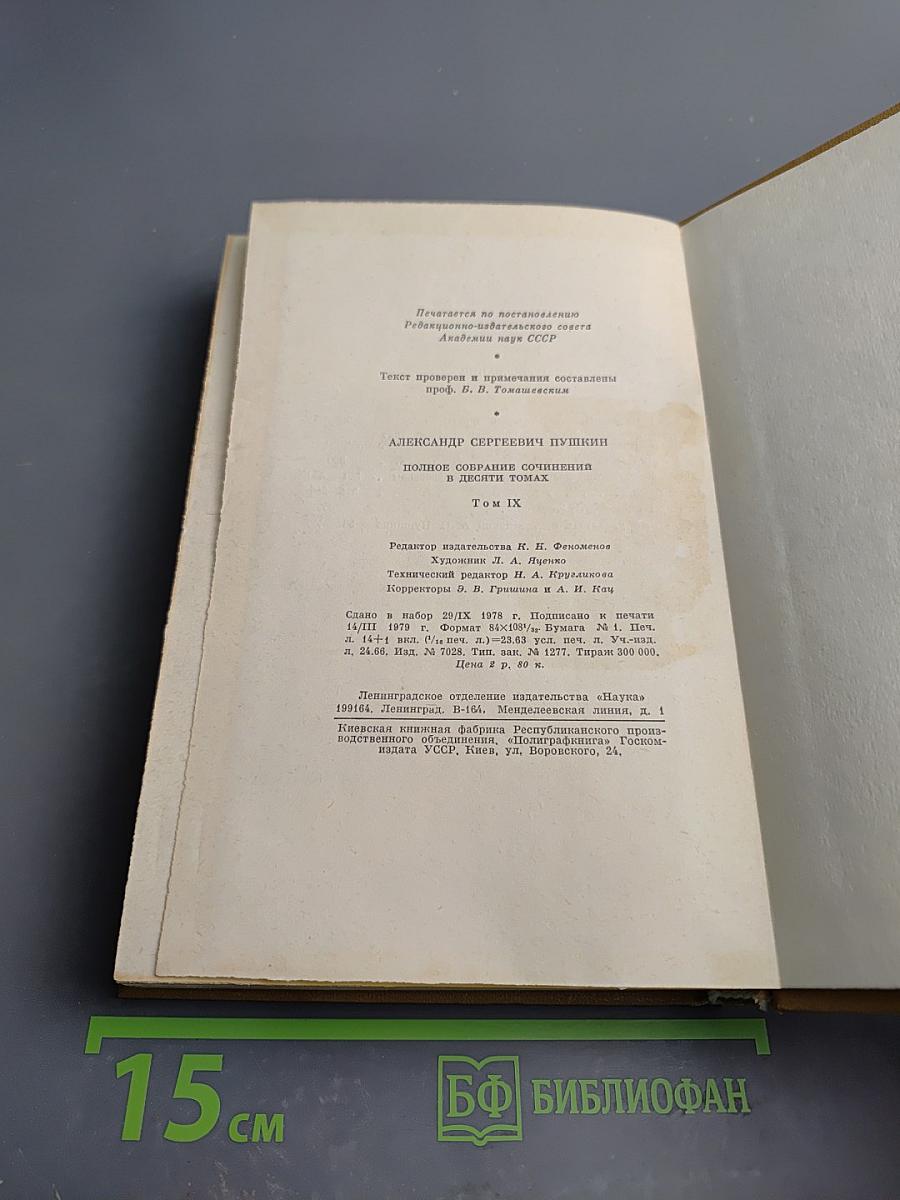 Печатается по постановлению
Редакционно-издательского совета
Академии наук СССР
*
Текст проверен и примечания составлены
проф. Б. В. Томашевским
*
АЛЕКСАНДР СЕРГЕЕВИЧ ПУШКИН
ПОЛНОЕ СОБРАНИЕ СОЧИНЕНИЙ
В ДЕСЯТИ ТОМАХ
Том IX
Редактор издательства К. Н. Феноменов
Художник Л. А. Яценко
Технический редактор Н. А. Кругликова
Корректоры Э. В. Гришина и А. И. Кац
Сдано в набор 29/IX 1978 г. Подписано к печати
14/III 1979 г. Формат 84×108¹/₃₂. Бумага № 1. Печ.
л. 14+1 вкл. (¹/₁₆ печ. л.)=23.63 усл. печ. л. Уч.-изд.
л. 24.66. Изд. № 7028. Тип. зак. № 1277. Тираж 300 000.
Цена 2 р. 80 к.
Ленинградское отделение издательства «Наука»
199164. Ленинград. В-164. Менделеевская линия, д. 1
Киевская книжная фабрика Республиканского произ-
водственного объединения. «Полиграфкнига» Госком-
издата УССР. Киев, ул. Воровского, 24.
15 см
БФ БИБЛИОФАН